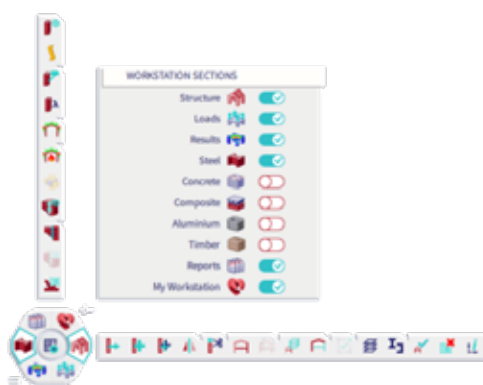 WORKSTATION SECTIONS
Structure
Loads
Results
Steel
Concrete
Composite
Aluminium
Timber
Reports
My Workstation